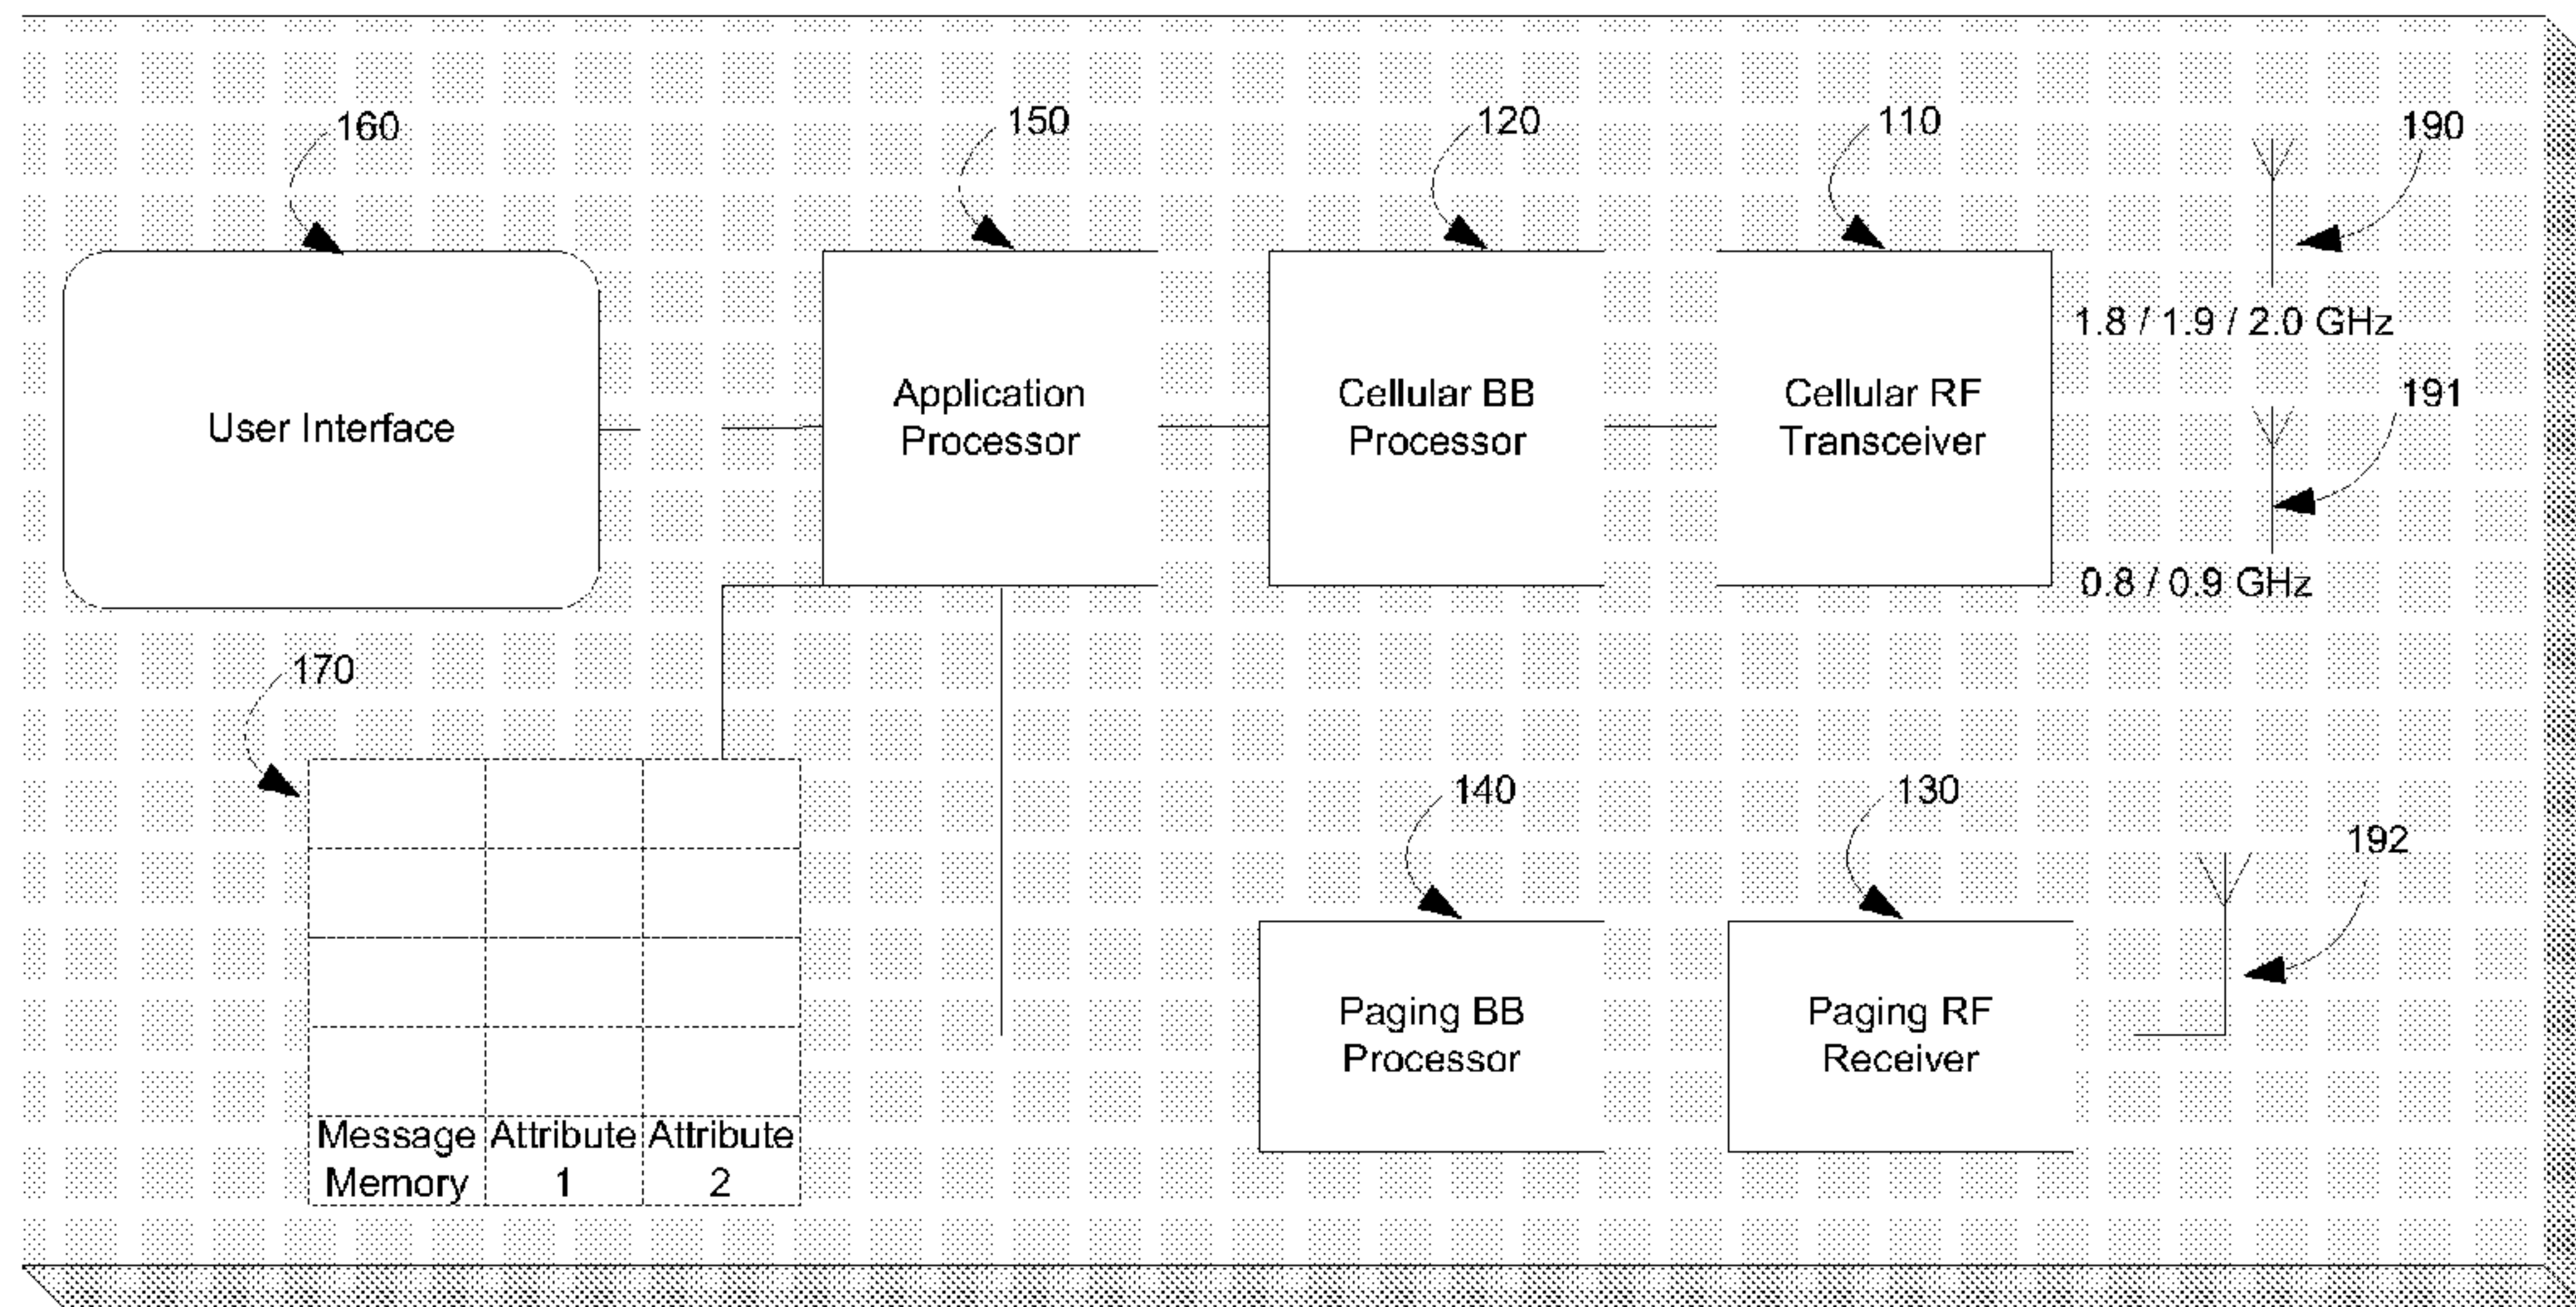 160
150
120
110
190
1.8 / 1.9 / 2.0 GHz
User Interface
Application
Processor
Cellular BB
Processor
Cellular RF
Transceiver
191
0.8 / 0.9 GHz
170
140
130
192
Paging BB
Processor
Paging RF
Receiver
Message
Memory
Attribute
1
Attribute
2